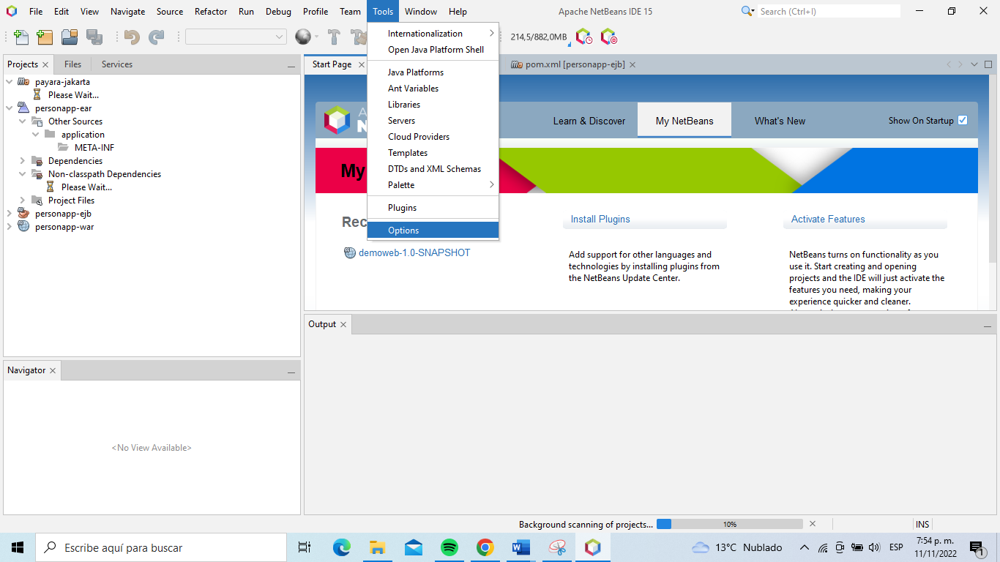 File Edit View Navigate Source Refactor Run Debug Profile Team Tools Window Help
Apache NetBeans IDE 15
Search (Ctrl+I)
214,5/882,0MB
Internationalization
Open Java Platform Shell
Java Platforms
Ant Variables
Libraries
Servers
Cloud Providers
Templates
DTDs and XML Schemas
Palette
Plugins
Options
Projects Files Services
payara-jakarta
Please Wait...
personapp-ear
Other Sources
application
META-INF
Dependencies
Non-classpath Dependencies
Please Wait...
Project Files
personapp-ejb
personapp-war
Start Page
pom.xml [personapp-ejb]
Learn & Discover My NetBeans What's New Show On Startup
My
Rec
demoweb-1.0-SNAPSHOT
Install Plugins
Add support for other languages and
technologies by installing plugins from
the NetBeans Update Center.
Activate Features
NetBeans turns on functionality as you
use it. Start creating and opening
projects and the IDE will just activate the
features you need, making your
experience quicker and cleaner.
Output
Navigator
<No View Available>
Background scanning of projects... 10% INS
Escribe aquí para buscar
13°C Nublado
ESP
7:54 p. m.
11/11/2022
1